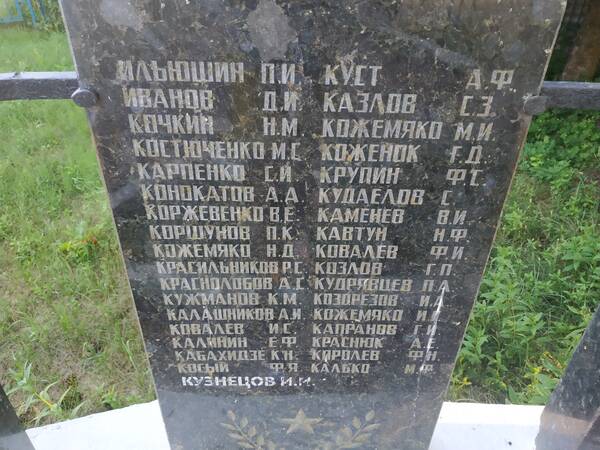 ИЛЬЮШИН П.И. КУСТ А.Ф.
ИВАНОВ Д.И. КАЗЛОВ С.З.
КОЧКИН Н.М. КОЖЕМЯКО М.И.
КОСТЮЧЕНКО М.С. КОЖЕНОК Г.Д.
КАРПЕНКО С.И. КРУПИН Ф.С.
КОНОКАТОВ А.А. КУДАЕЛОВ С.
КОРЖЕВЕНКО В.Е. КАМЕНЕВ В.И.
КОРШУНОВ П.К. КАВТУН Н.Ф.
КОЖЕМЯКО Н.Д. КОВАЛЕВ Ф.И.
КРАСИЛЬНИКОВ Р.С. КОЗЛОВ Г.П.
КРАСНОЛОБОВ А.С. КУДРЯВЦЕВ П.А.
КУЖМАНОВ К.М. КОЗОРЕЗОВ И.А.
КАЛАШНИКОВ А.И. КОЖЕМЯКО И.Д.
КОВАЛЕВ И.С. КАПРАНОВ Г.И.
КАЛИНИН Е.Ф. КРАСНЮК А.Е.
КАБАХИДЗЕ К.Н. КИРОЛЕВ Ф.Н.
КОСЫЙ Ф.Я. КАЛЬКО М.Ф.
КУЗНЕЦОВ И.И.